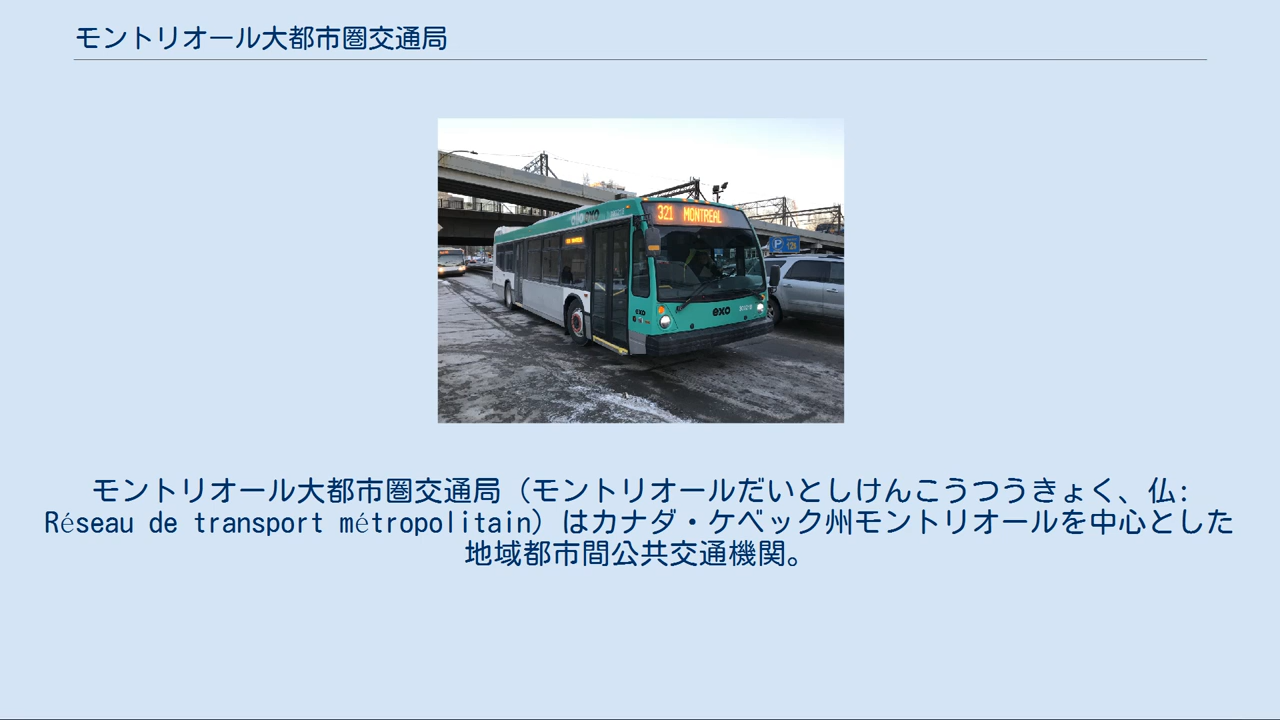 モントリオール大都市圏交通局
321 MONTREAL
P 12h
exo
exo
モントリオール大都市圏交通局（モントリオールだいとしけんこうつうきょく、仏:
Réseau de transport métropolitain）はカナダ・ケベック州モントリオールを中心とした
地域都市間公共交通機関。